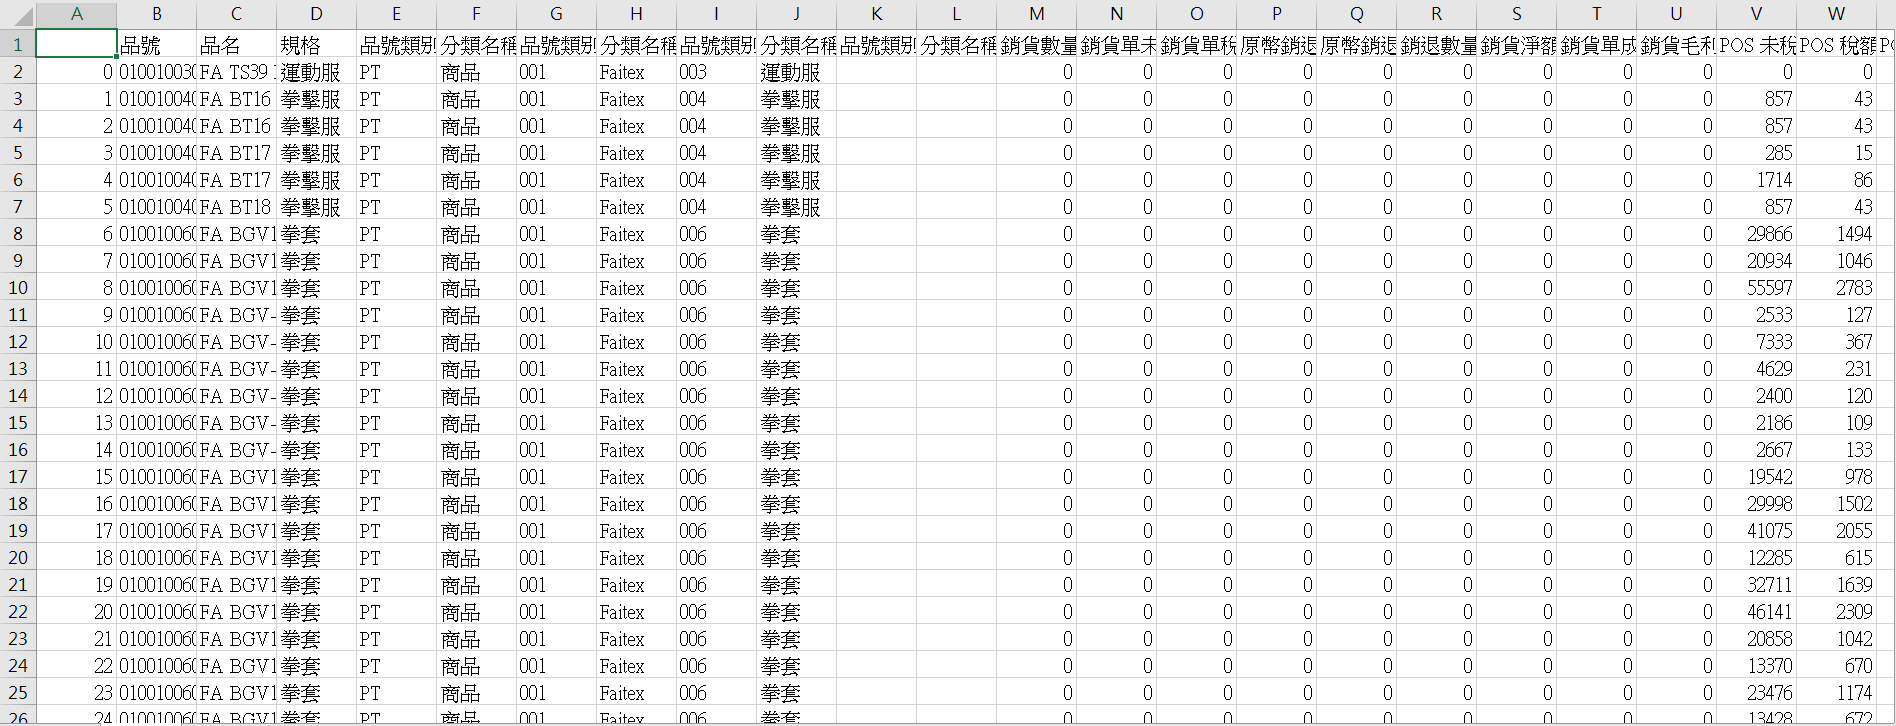 A B C D E F G H I J K L M N O P Q R S T U V W
1 品號 品名 規格 品號類別 分類名稱 品號類別 分類名稱 品號類別 分類名稱 品號類別 分類名稱 銷貨數量 銷貨單未 銷貨單稅 原幣銷退 原幣銷退 銷退數量 銷貨淨額 銷貨單成 銷貨毛利 POS 未稅 POS 稅額 PO
2 0 010010030 FA TS39 運動服 PT 商品 001 Faitex 003 運動服 0 0 0 0 0 0 0 0 0 0 0
3 1 010010040 FA BT16 拳擊服 PT 商品 001 Faitex 004 拳擊服 0 0 0 0 0 0 0 0 0 857 43
4 2 010010040 FA BT16 拳擊服 PT 商品 001 Faitex 004 拳擊服 0 0 0 0 0 0 0 0 0 857 43
5 3 010010040 FA BT17 拳擊服 PT 商品 001 Faitex 004 拳擊服 0 0 0 0 0 0 0 0 0 285 15
6 4 010010040 FA BT17 拳擊服 PT 商品 001 Faitex 004 拳擊服 0 0 0 0 0 0 0 0 0 1714 86
7 5 010010040 FA BT18 拳擊服 PT 商品 001 Faitex 004 拳擊服 0 0 0 0 0 0 0 0 0 857 43
8 6 010010060 FA BGV1 拳套 PT 商品 001 Faitex 006 拳套 0 0 0 0 0 0 0 0 0 29866 1494
9 7 010010060 FA BGV1 拳套 PT 商品 001 Faitex 006 拳套 0 0 0 0 0 0 0 0 0 20934 1046
10 8 010010060 FA BGV1 拳套 PT 商品 001 Faitex 006 拳套 0 0 0 0 0 0 0 0 0 55597 2783
11 9 010010060 FA BGV- 拳套 PT 商品 001 Faitex 006 拳套 0 0 0 0 0 0 0 0 0 2533 127
12 10 010010060 FA BGV- 拳套 PT 商品 001 Faitex 006 拳套 0 0 0 0 0 0 0 0 0 7333 367
13 11 010010060 FA BGV- 拳套 PT 商品 001 Faitex 006 拳套 0 0 0 0 0 0 0 0 0 4629 231
14 12 010010060 FA BGV- 拳套 PT 商品 001 Faitex 006 拳套 0 0 0 0 0 0 0 0 0 2400 120
15 13 010010060 FA BGV- 拳套 PT 商品 001 Faitex 006 拳套 0 0 0 0 0 0 0 0 0 2186 109
16 14 010010060 FA BGV- 拳套 PT 商品 001 Faitex 006 拳套 0 0 0 0 0 0 0 0 0 2667 133
17 15 010010060 FA BGV1 拳套 PT 商品 001 Faitex 006 拳套 0 0 0 0 0 0 0 0 0 19542 978
18 16 010010060 FA BGV1 拳套 PT 商品 001 Faitex 006 拳套 0 0 0 0 0 0 0 0 0 29998 1502
19 17 010010060 FA BGV1 拳套 PT 商品 001 Faitex 006 拳套 0 0 0 0 0 0 0 0 0 41075 2055
20 18 010010060 FA BGV1 拳套 PT 商品 001 Faitex 006 拳套 0 0 0 0 0 0 0 0 0 12285 615
21 19 010010060 FA BGV1 拳套 PT 商品 001 Faitex 006 拳套 0 0 0 0 0 0 0 0 0 32711 1639
22 20 010010060 FA BGV1 拳套 PT 商品 001 Faitex 006 拳套 0 0 0 0 0 0 0 0 0 46141 2309
23 21 010010060 FA BGV1 拳套 PT 商品 001 Faitex 006 拳套 0 0 0 0 0 0 0 0 0 20858 1042
24 22 010010060 FA BGV1 拳套 PT 商品 001 Faitex 006 拳套 0 0 0 0 0 0 0 0 0 13370 670
25 23 010010060 FA BGV1 拳套 PT 商品 001 Faitex 006 拳套 0 0 0 0 0 0 0 0 0 23476 1174
26 24 010010060 FA BGV1 拳套 PT 商品 001 Faitex 006 拳套 0 0 0 0 0 0 0 0 0 13428 672